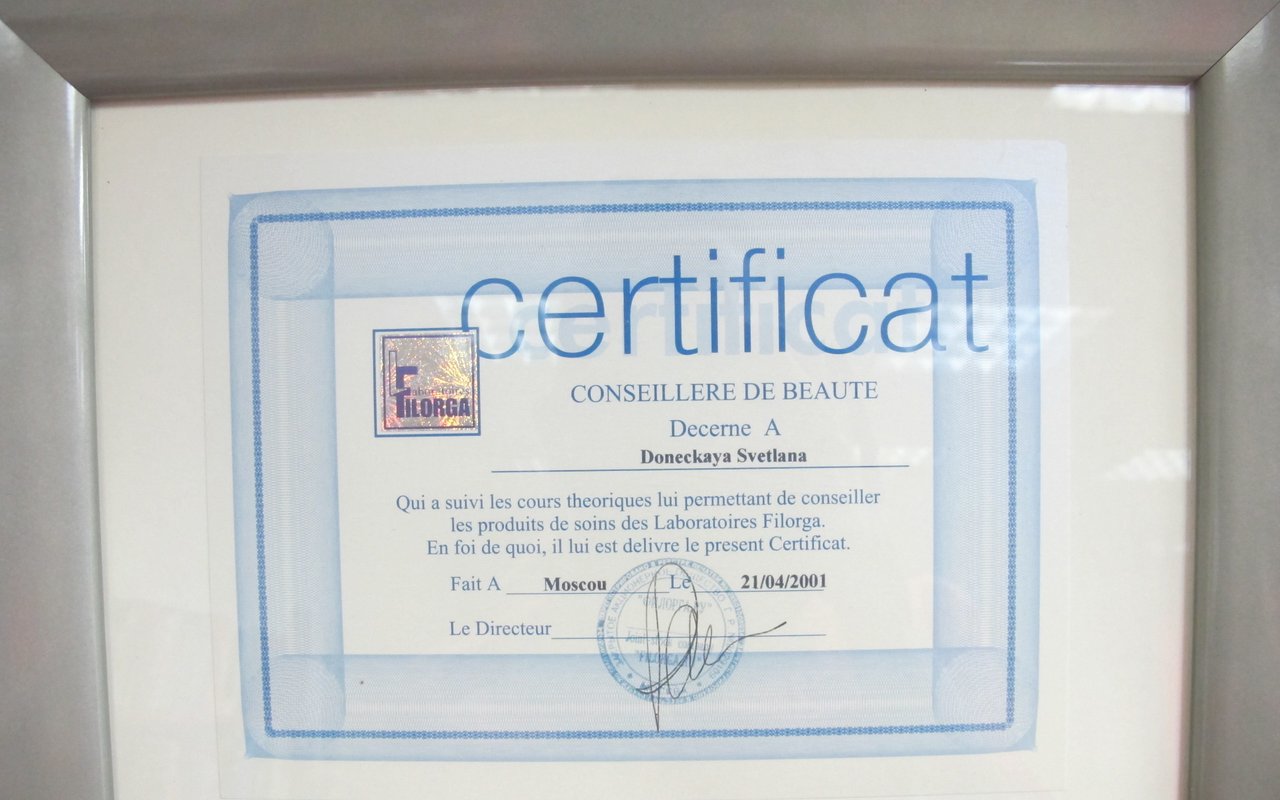 certificat
Laboratoires
FILORGA
CONSEILLERE DE BEAUTE
Decerne A
Doneckaya Svetlana
Qui a suivi les cours theoriques lui permettant de conseiller
les produits de soins des Laboratoires Filorga.
En foi de quoi, il lui est delivre le present Certificat.
Fait A Moscou Le 21/04/2001
Le Directeur